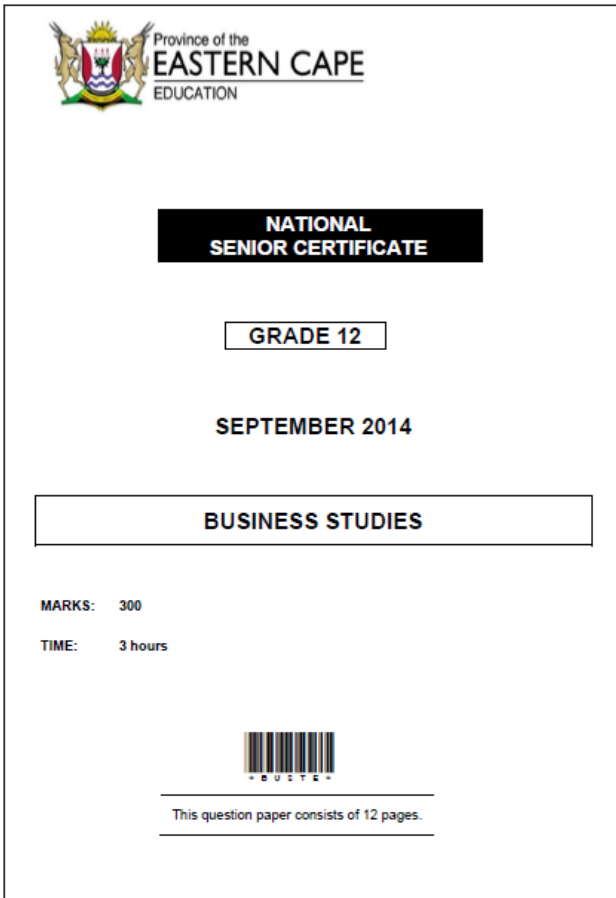 Province of the
EASTERN CAPE
EDUCATION
NATIONAL
SENIOR CERTIFICATE
GRADE 12
SEPTEMBER 2014
BUSINESS STUDIES
MARKS: 300
TIME: 3 hours
This question paper consists of 12 pages.